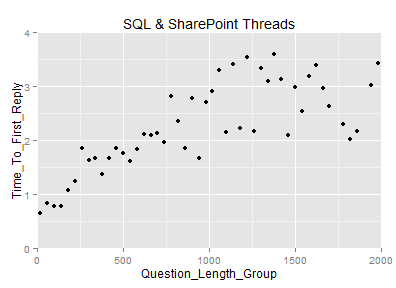 SQL & SharePoint Threads
Time_To_First_Reply
4
3
2
1
0
0 500 1000 1500 2000
Question_Length_Group